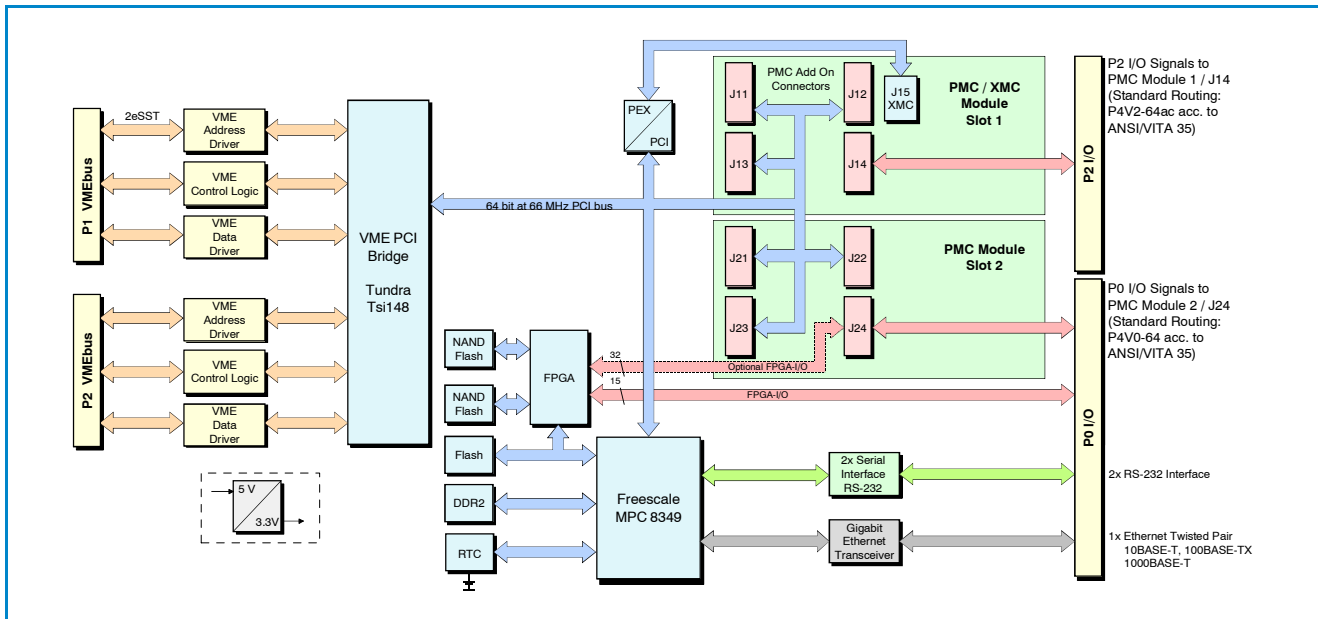 P1 VMEbus
2eSST
VME
Address
Driver
VME
Control Logic
VME
Data
Driver
P2 VMEbus
VME
Address
Driver
VME
Control Logic
VME
Data
Driver
5 V
3.3V
VME PCI
Bridge
Tundra
Tsi148
64 bit at 66 MHz PCI bus
PEX
PCI
J11
PMC Add On
Connectors
J12
J15
XMC
PMC / XMC
Module
Slot 1
J13
J14
J21
J22
PMC Module
Slot 2
J23
J24
P2 I/O
P2 I/O Signals to
PMC Module 1 / J14
(Standard Routing:
P4V2-64ac acc. to
ANSI/VITA 35)
P0 I/O
P0 I/O Signals to
PMC Module 2 / J24
(Standard Routing:
P4V0-64 acc. to
ANSI/VITA 35)
NAND
Flash
NAND
Flash
FPGA
32
Optional FPGA-I/O
15
FPGA-I/O
Flash
DDR2
RTC
Freescale
MPC 8349
2x Serial
Interface
RS-232
2x RS-232 Interface
Gigabit
Ethernet
Transceiver
1x Ethernet Twisted Pair
10BASE-T, 100BASE-TX
1000BASE-T